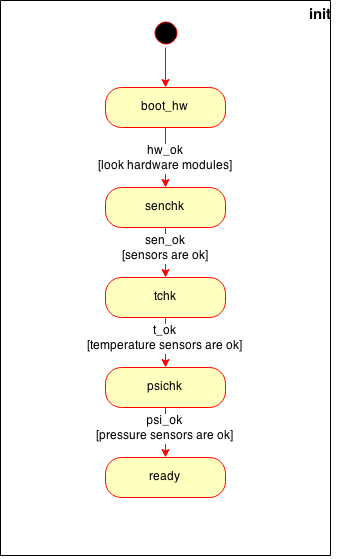 init
boot_hw
hw_ok
[look hardware modules]
senchk
sen_ok
[sensors are ok]
tchk
t_ok
[temperature sensors are ok]
psichk
psi_ok
[pressure sensors are ok]
ready